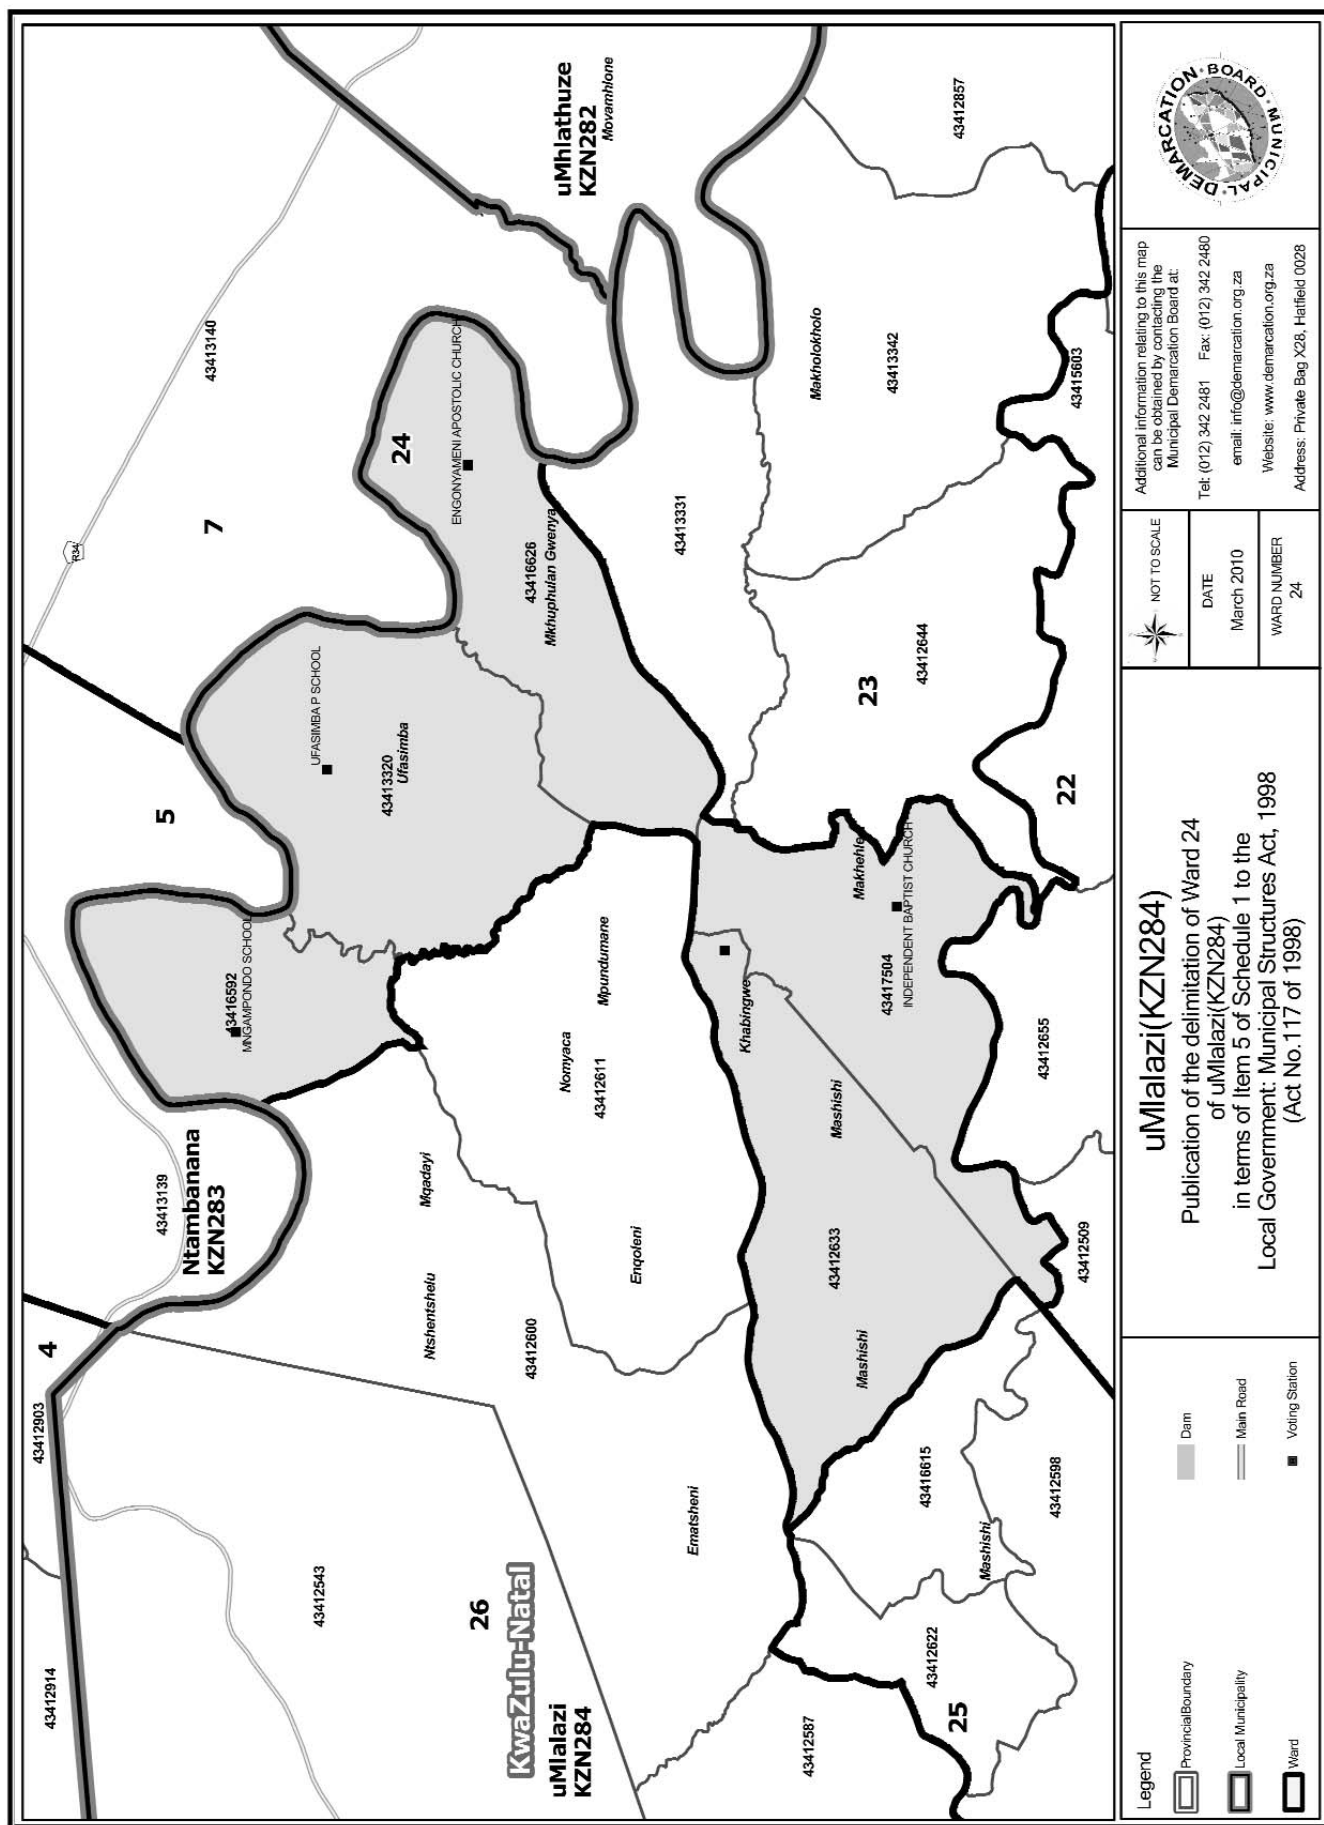 43412914
43412903
4
43413139
Ntambanana
KZN283
5
7
R34
43413140
uMhlathuze
KZN282
Movamhlone
43412857
24
ENGONYAMENI APOSTOLIC CHURCH
43416626
Mkhuphulan Gwenya
UFASIMBA P SCHOOL
43413320
Ufasimba
43416592
MNGAMPONDO SCHOOL
43413331
Makholokholo
43413342
43415603
43412644
23
22
Makhehle
43417504
INDEPENDENT BAPTIST CHURCH
Khabingwe
Mpundumane
Nomyaca
43412611
Mqadayi
Ntshentshelu
Enqoleni
43412600
Mashishi
43412633
Mashishi
43412655
43412509
43412543
26
KwaZulu-Natal
uMlalazi
KZN284
Ematsheni
43416615
Mashishi
43412598
43412622
25
43412587
Legend
ProvincialBoundary
Local Municipality
Ward
Dam
Main Road
Voting Station
uMlalazi(KZN284)
Publication of the delimitation of Ward 24
of uMlalazi(KZN284)
in terms of Item 5 of Schedule 1 to the
Local Government: Municipal Structures Act, 1998
(Act No.117 of 1998)
NOT TO SCALE
DATE
March 2010
WARD NUMBER
24
Additional information relating to this map
can be obtained by contacting the
Municipal Demarcation Board at:
Tel: (012) 342 2481 Fax: (012) 342 2480
email: info@demarcation.org.za
Website: www.demarcation.org.za
Address: Private Bag X28, Hatfield 0028
MUNICIPAL DEMARCATION BOARD